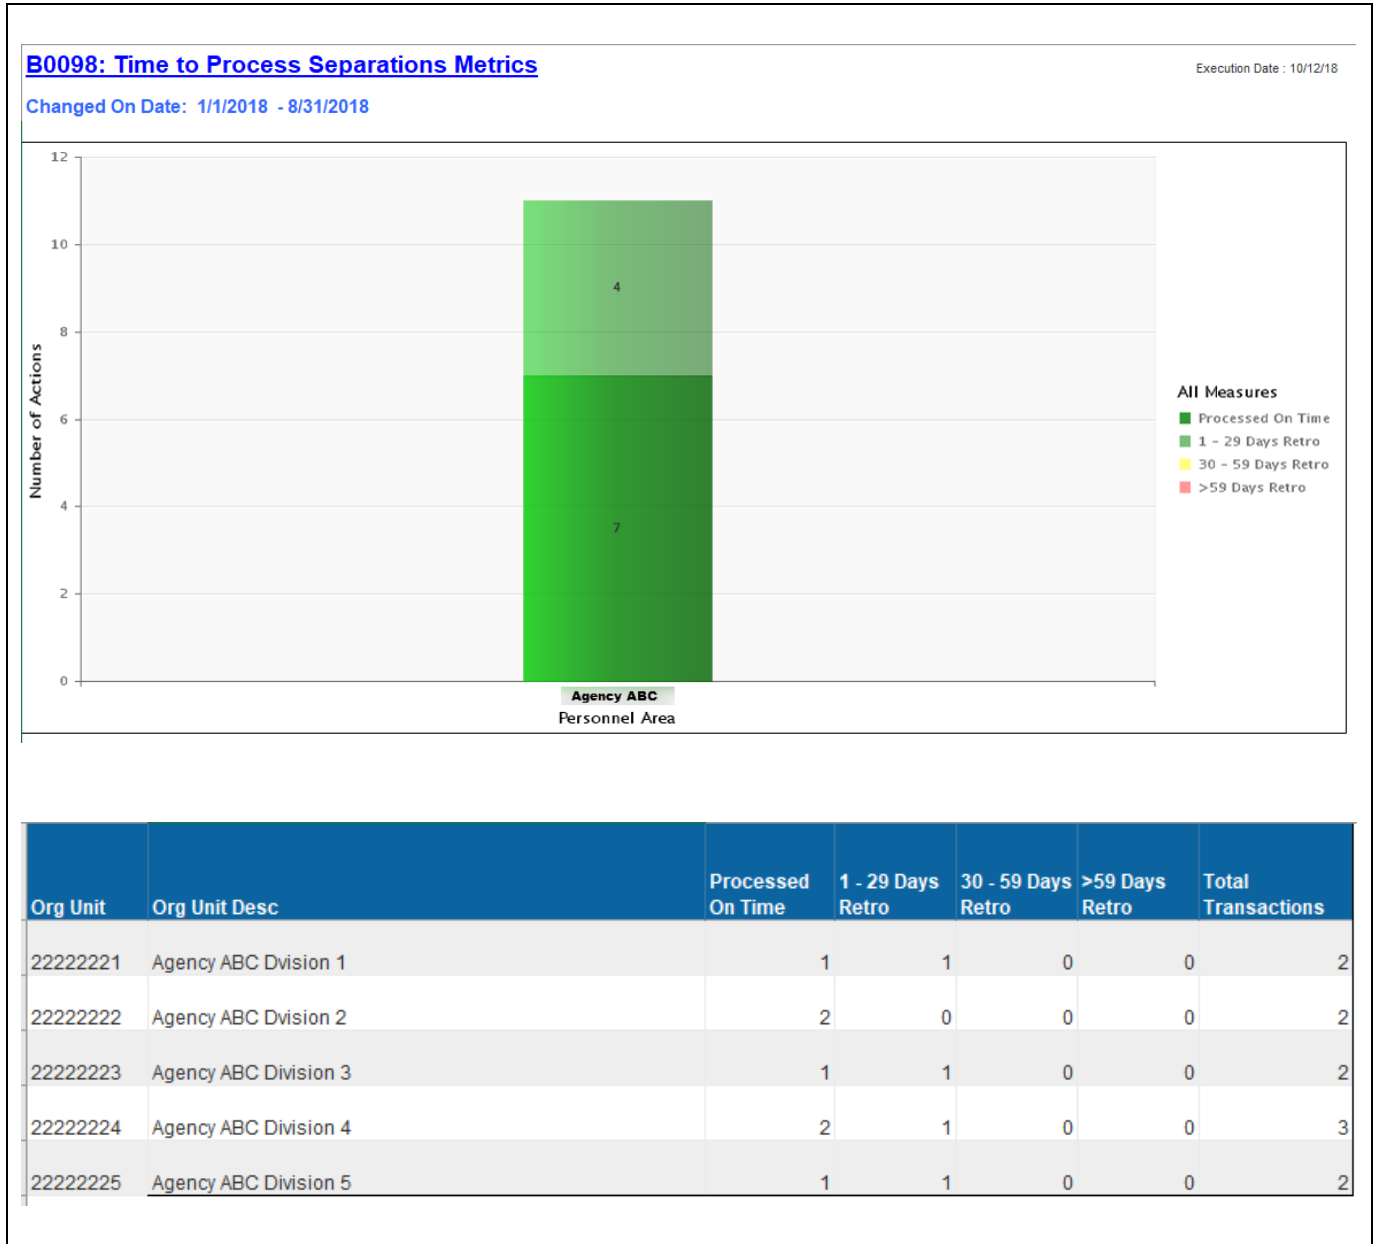 B0098: Time to Process Separations Metrics
Execution Date : 10/12/18
Changed On Date: 1/1/2018 - 8/31/2018
12
10
8
6
4
2
0
Number of Actions
4
7
Agency ABC
Personnel Area
All Measures
Processed On Time
1 - 29 Days Retro
30 - 59 Days Retro
>59 Days Retro
Org Unit Org Unit Desc Processed On Time 1 - 29 Days Retro 30 - 59 Days Retro >59 Days Retro Total Transactions
22222221 Agency ABC Dvision 1 1 1 0 0 2
22222222 Agency ABC Dvision 2 2 0 0 0 2
22222223 Agency ABC Division 3 1 1 0 0 2
22222224 Agency ABC Division 4 2 1 0 0 3
22222225 Agency ABC Division 5 1 1 0 0 2